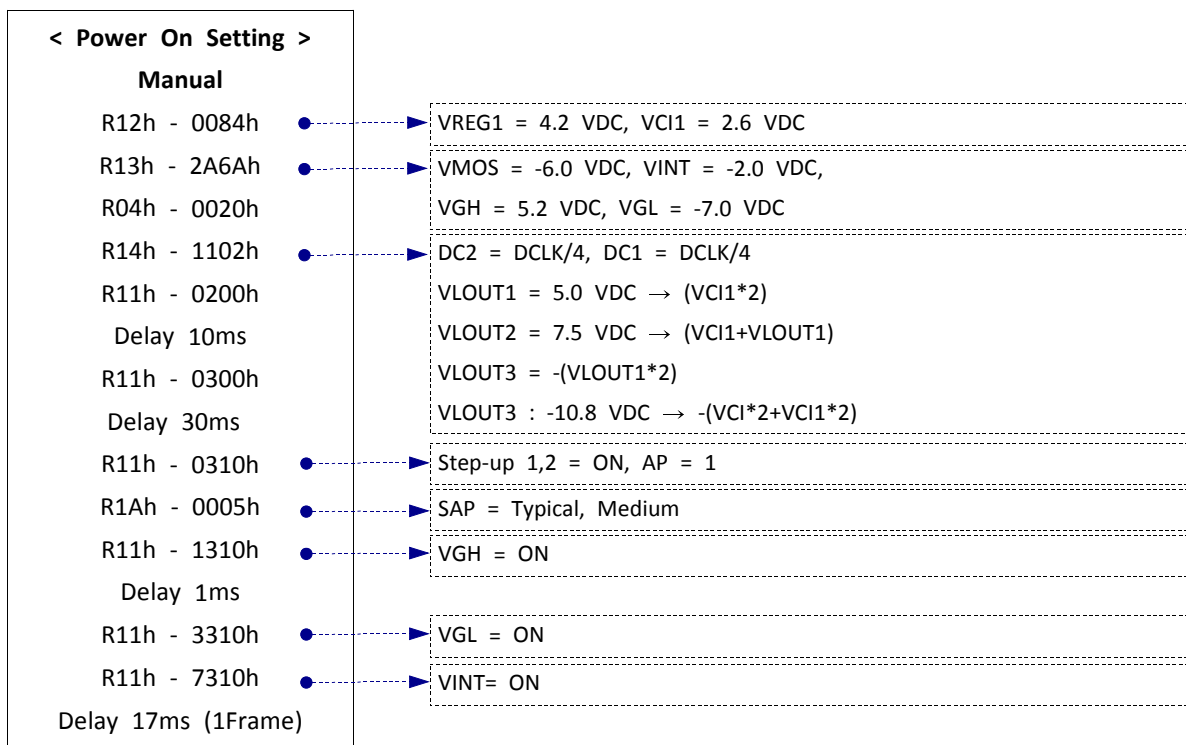 < Power On Setting >
Manual
R12h - 0084h
R13h - 2A6Ah
R04h - 0020h
R14h - 1102h
R11h - 0200h
Delay 10ms
R11h - 0300h
Delay 30ms
R11h - 0310h
R1Ah - 0005h
R11h - 1310h
Delay 1ms
R11h - 3310h
R11h - 7310h
Delay 17ms (1Frame)
VREG1 = 4.2 VDC, VCI1 = 2.6 VDC
VMOS = -6.0 VDC, VINT = -2.0 VDC,
VGH = 5.2 VDC, VGL = -7.0 VDC
DC2 = DCLK/4, DC1 = DCLK/4
VLOUT1 = 5.0 VDC → (VCI1*2)
VLOUT2 = 7.5 VDC → (VCI1+VLOUT1)
VLOUT3 = -(VLOUT1*2)
VLOUT3 : -10.8 VDC → -(VCI*2+VCI1*2)
Step-up 1,2 = ON, AP = 1
SAP = Typical, Medium
VGH = ON
VGL = ON
VINT= ON